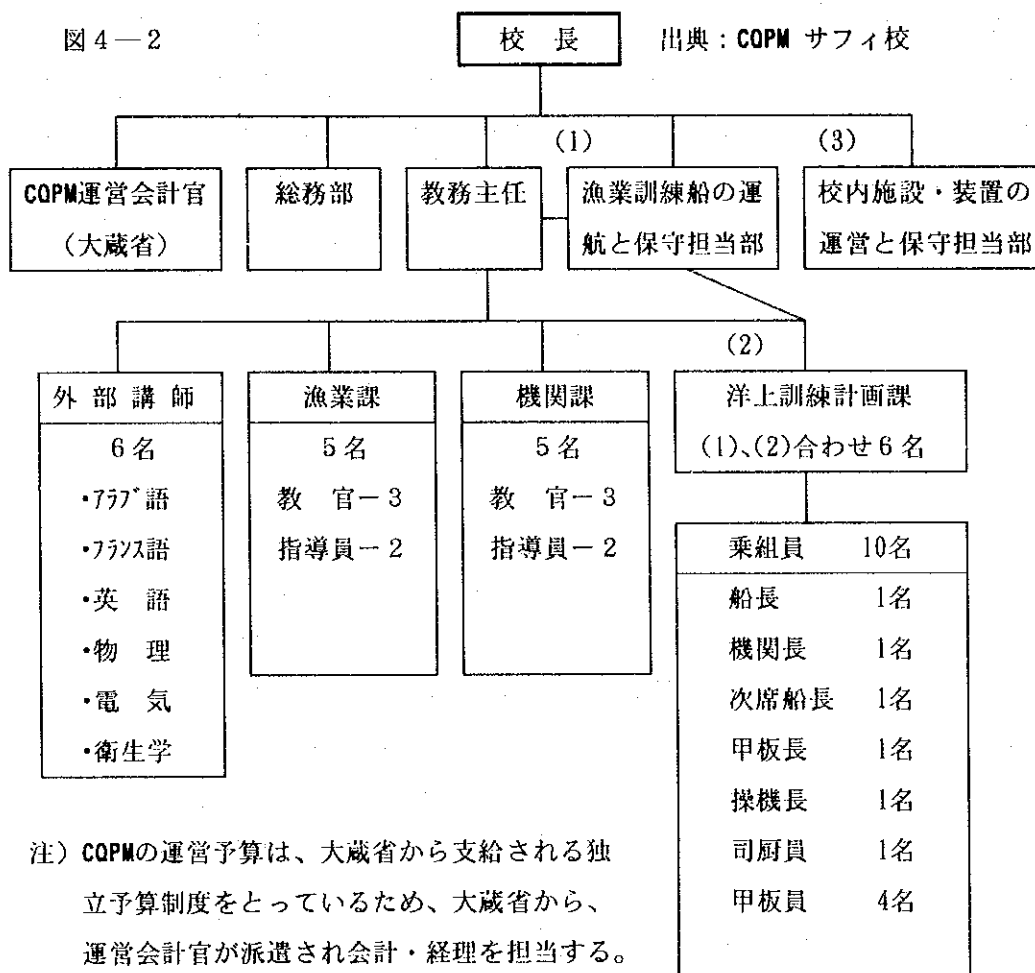 図4―2
校 長
出典：CQPM サフィ校
(1)
(3)
CQPM運営会計官
（大蔵省）
総務部
教務主任
漁業訓練船の運
航と保守担当部
校内施設・装置の
運営と保守担当部
(2)
外 部 講 師
6名
・ｱﾗﾌﾞ語
・ﾌﾗﾝｽ語
・英　語
・物　理
・電　気
・衛生学
漁業課
5名
教　官－3
指導員－2
機関課
5名
教　官－3
指導員－2
洋上訓練計画課
(1)、(2)合わせ6名
乗組員　10名
船長　1名
機関長　1名
次席船長　1名
甲板長　1名
操機長　1名
司厨員　1名
甲板員　4名
注）CQPMの運営予算は、大蔵省から支給される独
立予算制度をとっているため、大蔵省から、
運営会計官が派遣され会計・経理を担当する。